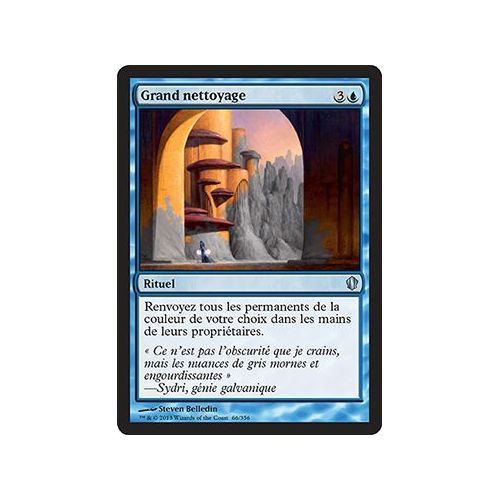 Grand nettoyage 3
Rituel
Renvoyez tous les permanents de la
couleur de votre choix dans les mains
de leurs propriétaires.
« Ce n'est pas l'obscurité que je crains,
mais les nuances de gris mornes et
engourdissantes »
—Sydri, génie galvanique
Steven Belledin
™ & © 2013 Wizards of the Coast 66/356